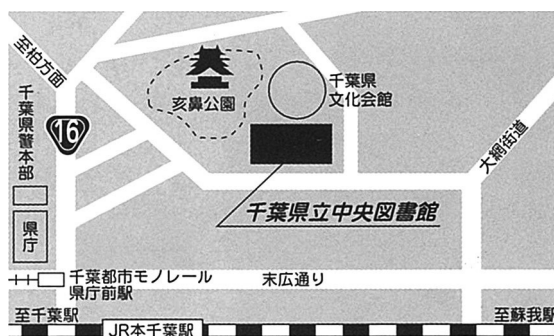 至柏方面
千葉県警本部
16
県庁
亥鼻公園
千葉県
文化会館
大網街道
千葉県立中央図書館
千葉都市モノレール
県庁前駅
末広通り
至千葉駅
JR本千葉駅
至蘇我駅